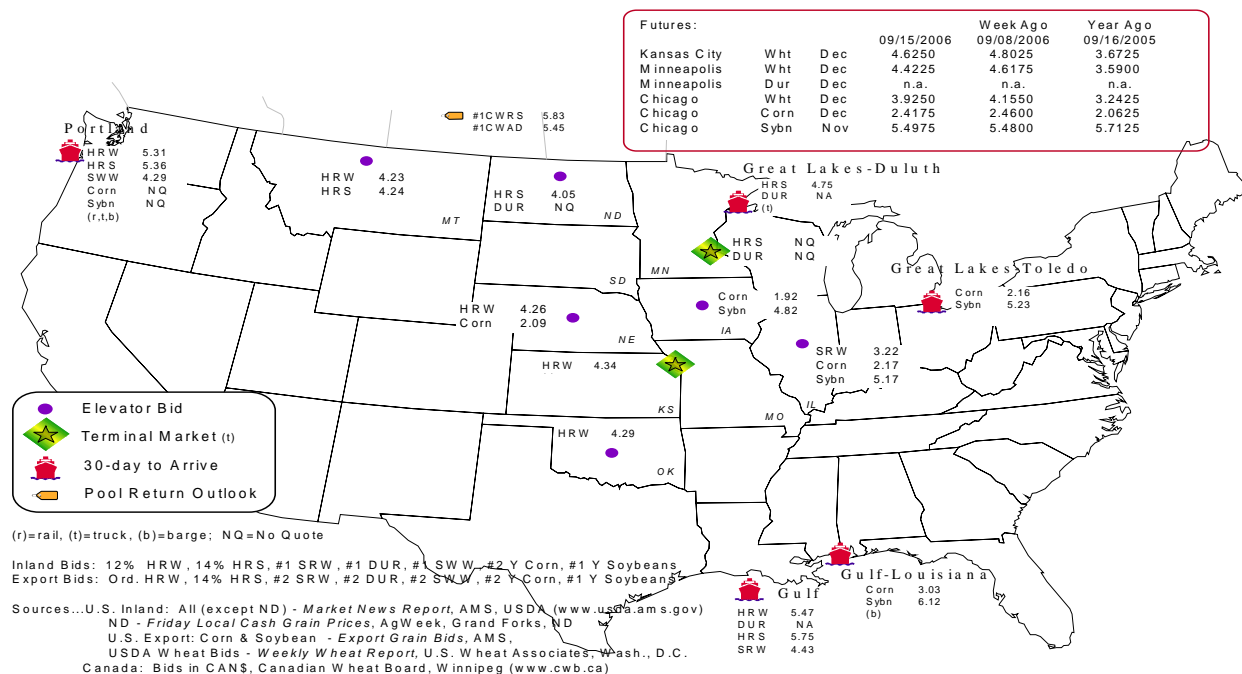 Futures:
Week Ago Year Ago
09/15/2006 09/08/2006 09/16/2005
Kansas City Wht Dec 4.6250 4.8025 3.6725
Minneapolis Wht Dec 4.4225 4.6175 3.5900
Minneapolis Dur Dec n.a. n.a. n.a.
Chicago Wht Dec 3.9250 4.1550 3.2425
Chicago Corn Dec 2.4175 2.4600 2.0625
Chicago Sybn Nov 5.4975 5.4800 5.7125
#1CWRS 5.83
#1CWAD 5.45
Portland
HRW 5.31
HRS 5.36
SWW 4.29
Corn NQ
Sybn NQ
(r,t,b)
HRW 4.23
HRS 4.24
MT
HRS 4.05
DUR NQ
ND
Great Lakes-Duluth
HRS 4.75
DUR NA
(t)
HRS NQ
DUR NQ
MN
SD
Great Lakes-Toledo
Corn 2.16
Sybn 5.23
HRW 4.26
Corn 2.09
NE
Corn 1.92
Sybn 4.82
IA
SRW 3.22
Corn 2.17
Sybn 5.17
IL
HRW 4.34
KS
MO
HRW 4.29
OK
Elevator Bid
Terminal Market (t)
30-day to Arrive
Pool Return Outlook
(r)=rail, (t)=truck, (b)=barge; NQ=No Quote
Inland Bids: 12% HRW, 14% HRS, #1 SRW, #1 DUR, #1 SWW, #2 Y Corn, #1 Y Soybeans
Export Bids: Ord. HRW, 14% HRS, #2 SRW, #2 DUR, #2 SWW, #2 Y Corn, #1 Y Soybeans
Gulf-Louisiana
Corn 3.03
Sybn 6.12
(b)
Gulf
HRW 5.47
DUR NA
HRS 5.75
SRW 4.43
Sources...U.S. Inland: All (except ND) - Market News Report, AMS, USDA (www.usda.ams.gov)
ND - Friday Local Cash Grain Prices, AgWeek, Grand Forks, ND
U.S. Export: Corn & Soybean - Export Grain Bids, AMS,
USDA Wheat Bids - Weekly Wheat Report, U.S. Wheat Associates, Wash., D.C.
Canada: Bids in CAN$, Canadian Wheat Board, Winnipeg (www.cwb.ca)